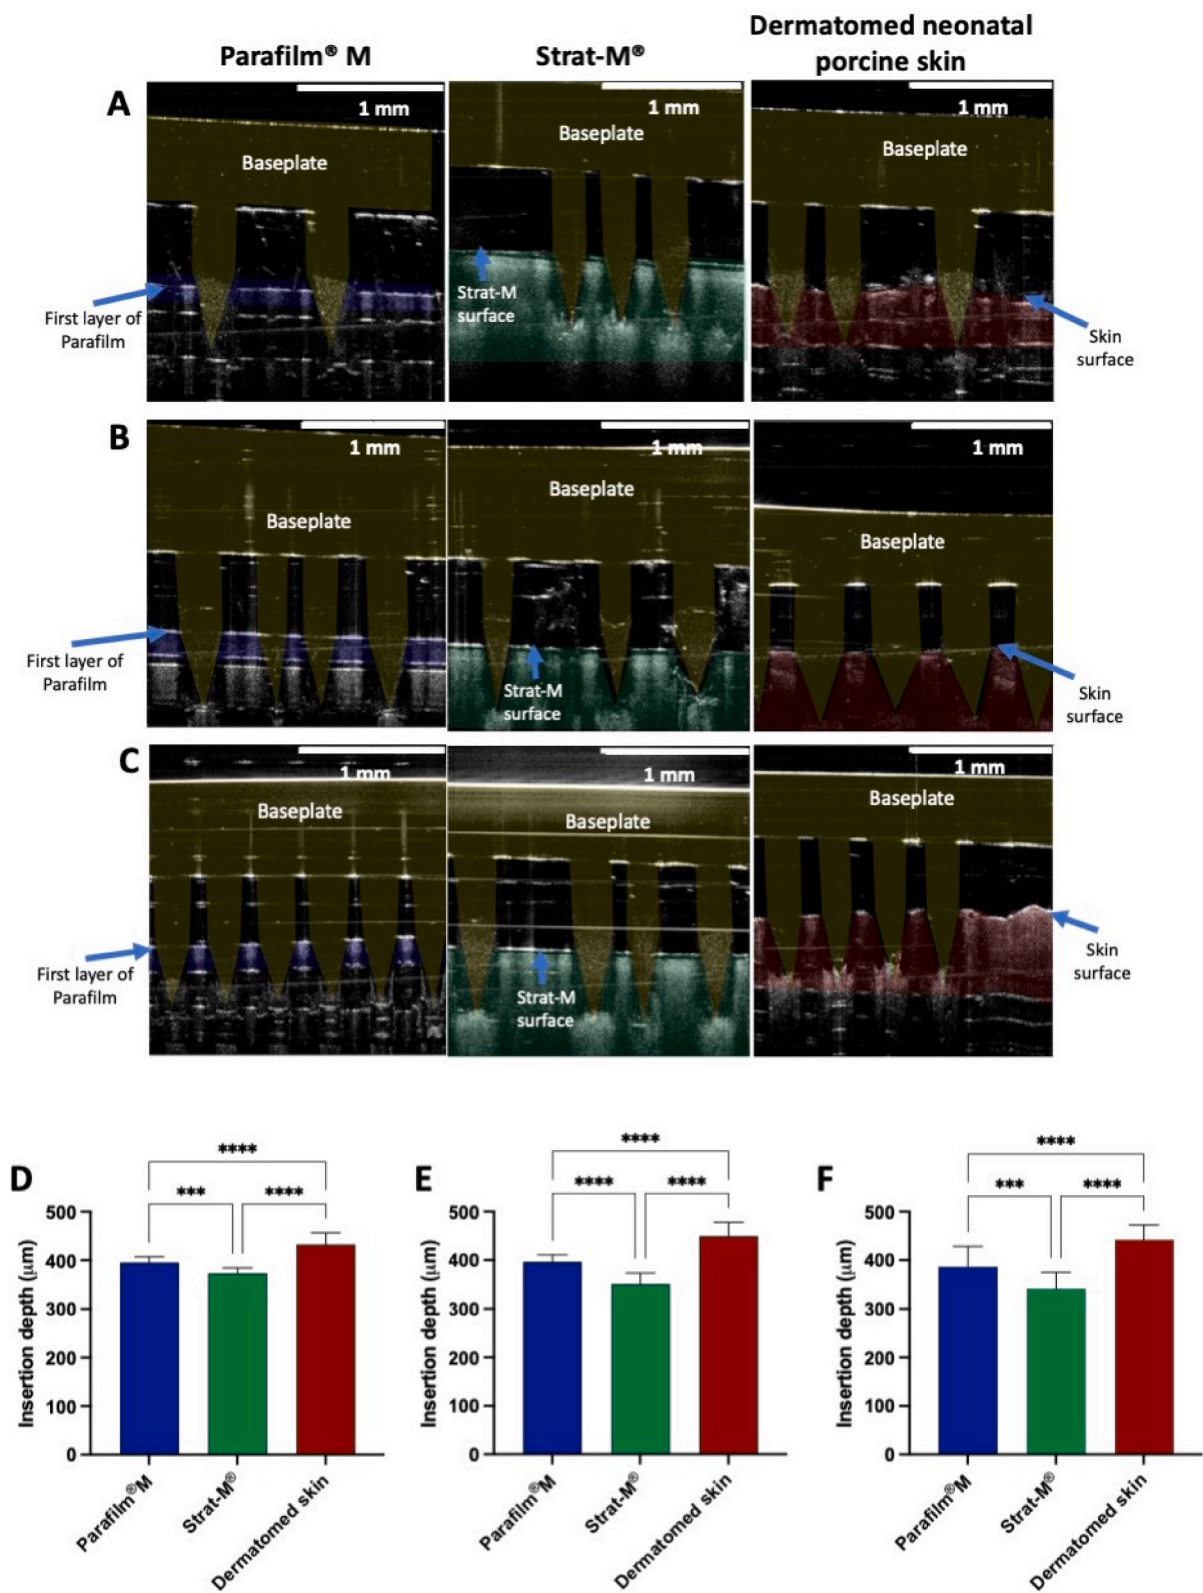 Parafilm® M
Strat-M®
Dermatomed neonatal
porcine skin
A
1 mm
Baseplate
First layer of
Parafilm
1 mm
Baseplate
Strat-M
surface
1 mm
Baseplate
Skin
surface
B
1 mm
Baseplate
First layer of
Parafilm
1 mm
Baseplate
Strat-M
surface
1 mm
Baseplate
Skin
surface
C
1 mm
Baseplate
First layer of
Parafilm
1 mm
Baseplate
Strat-M
surface
1 mm
Baseplate
Skin
surface
D
****
***
****
Insertion depth (μm)
500
400
300
200
100
0
Parafilm®M
Strat-M®
Dermatomed skin
E
****
****
****
Insertion depth (μm)
500
400
300
200
100
0
Parafilm®M
Strat-M®
Dermatomed skin
F
****
***
****
Insertion depth (μm)
500
400
300
200
100
0
Parafilm®M
Strat-M®
Dermatomed skin